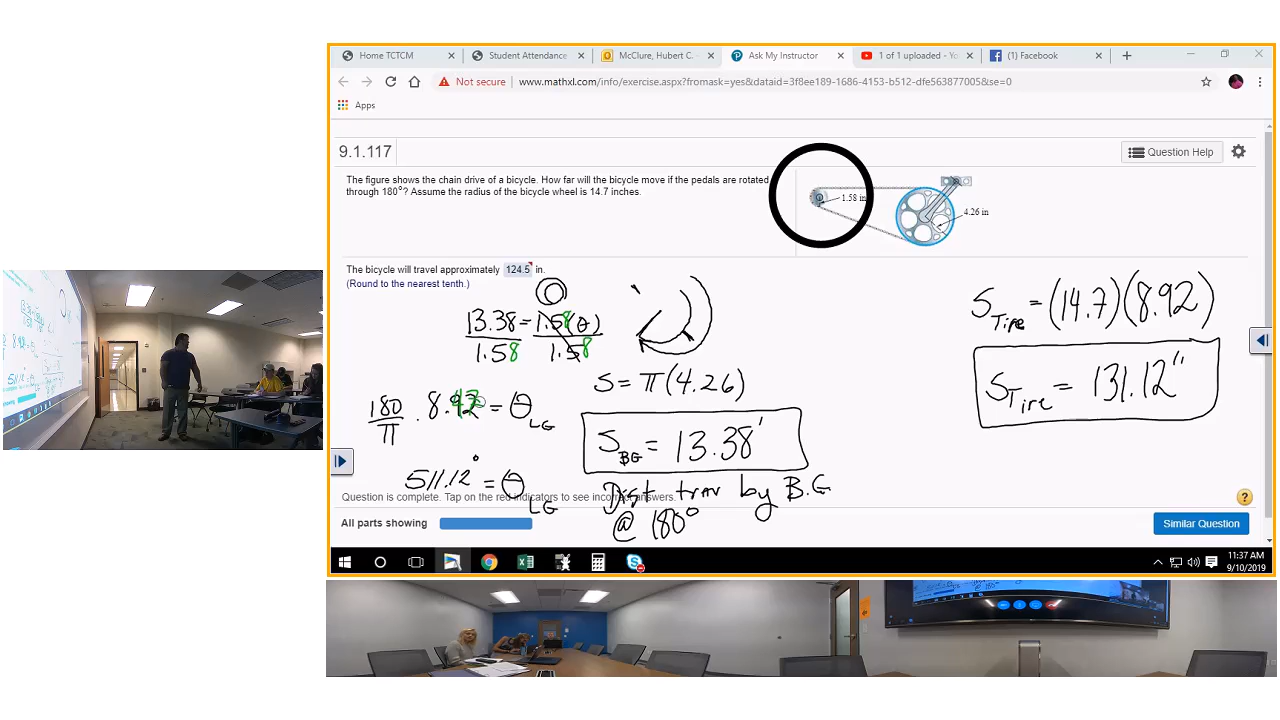 Home TCTCM
Student Attendance
McClure, Hubert C.
Ask My Instructor
1 of 1 uploaded - Yo
(1) Facebook
Not secure | www.mathxl.com/info/exercise.aspx?fromask=yes&dataid=3f8ee189-1686-4153-b512-dfe563877005&se=0
Apps
9.1.117
Question Help
The figure shows the chain drive of a bicycle. How far will the bicycle move if the pedals are rotated
through 180°? Assume the radius of the bicycle wheel is 14.7 inches.
1.58 in
4.26 in
The bicycle will travel approximately 124.5 in.
(Round to the nearest tenth.)
13.38 = 1.58(θ)
1.58 1.58
180/π · 8.47 = θ LG
511.12° = θ LG
S = π(4.26)
S BG = 13.38'
Dist trav by B.G
@ 180°
S Tire = (14.7)(8.92)
S Tire = 131.12"
Question is complete. Tap on the red indicators to see incorrect answers.
All parts showing
Similar Question
11:37 AM
9/10/2019